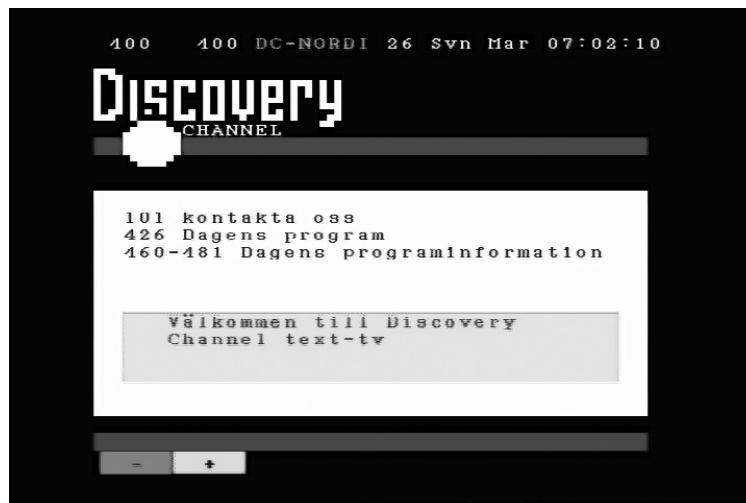 400 400 DC-NORDI 26 Svn Mar 07:02:10
Discovery
CHANNEL
101 kontakta oss
426 Dagens program
460-481 Dagens programinformation
Välkommen till Discovery
Channel text-tv
- +